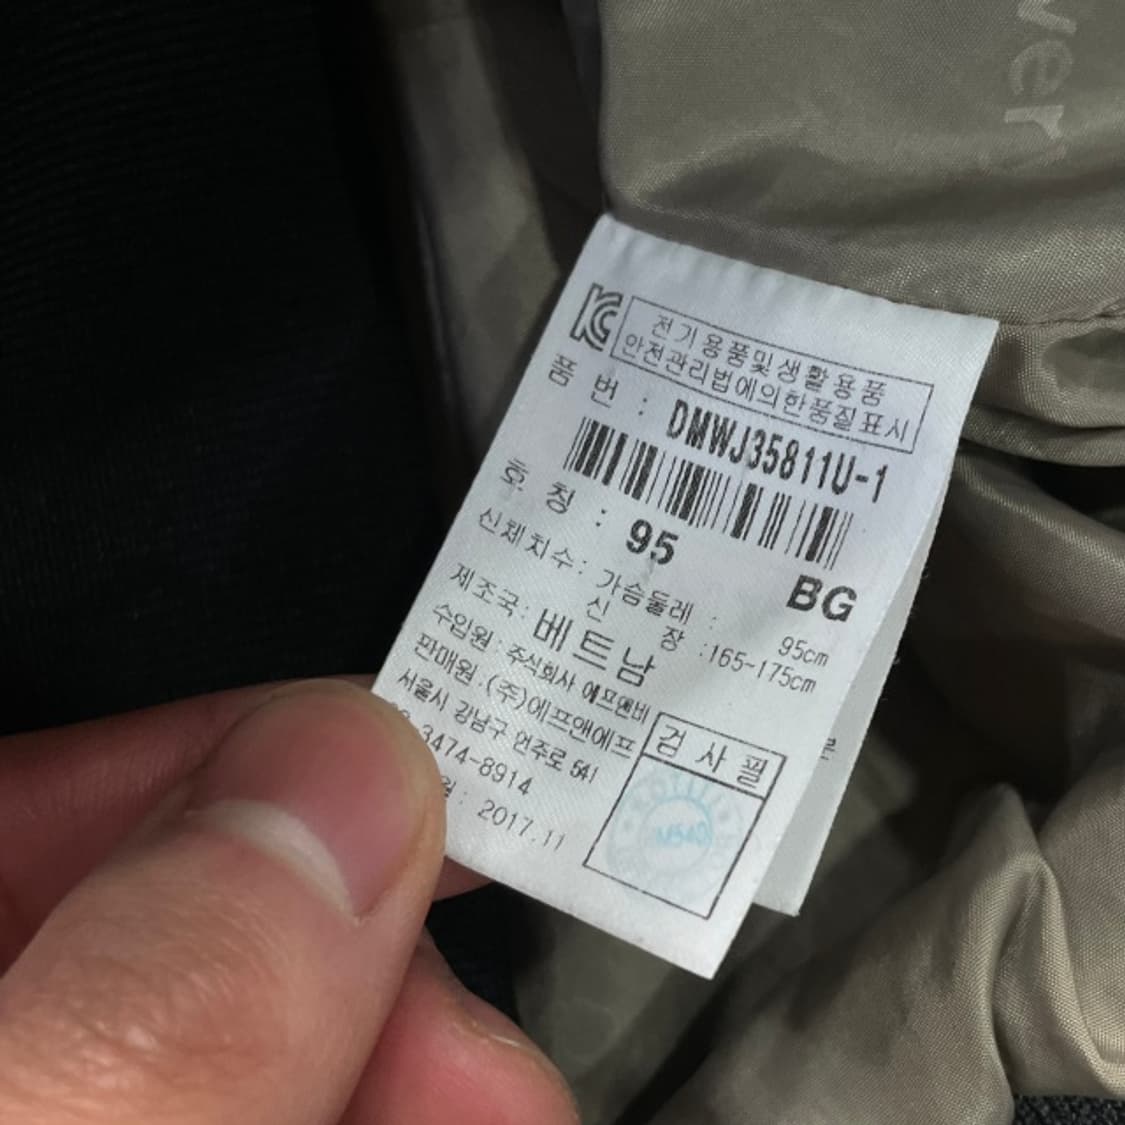 ver
KC
전기용품및생활용품
안전관리법에의한품질표시
품 번 : DMWJ35811U-1
호 칭 : 95 BG
신체치수: 가슴둘레 : 95cm
신 장 :165-175cm
제조국: 베트남
수입원: 주식회사 에프앤비
판매원.(주)에프앤에프
서울시 강남구 언주로 541
3474-8914
: 2017.11
검사필